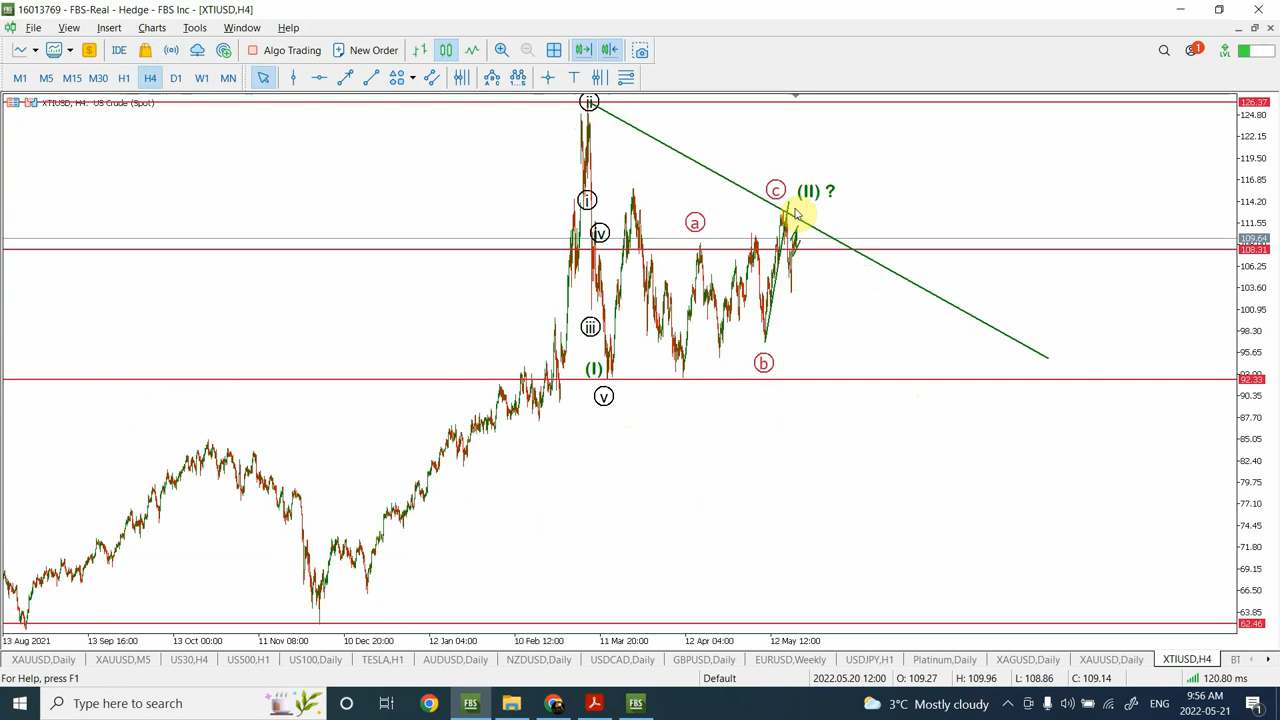 16013769 - FBS-Real - Hedge - FBS Inc - [XTIUSD,H4]
File View Insert Charts Tools Window Help
IDE Algo Trading New Order 1 LVL
M1 M5 M15 M30 H1 H4 D1 W1 MN T
XTIUSD, H4: US Crude (Spot)
126.37
124.80
122.15
119.50
116.85
114.20
111.55
109.64
108.31
106.25
103.60
100.95
98.30
95.65
92.33
90.35
87.70
85.05
82.40
79.75
77.10
74.45
71.80
69.15
66.50
63.85
62.46
ii
i
iv
iii
(I)
v
a
b
c
(II) ?
13 Aug 2021 13 Sep 16:00 13 Oct 00:00 11 Nov 08:00 10 Dec 20:00 12 Jan 04:00 10 Feb 12:00 11 Mar 20:00 12 Apr 04:00 12 May 12:00
XAUUSD,Daily XAUUSD,M5 US30,H4 US500,H1 US100,Daily TESLA,H1 AUDUSD,Daily NZDUSD,Daily USDCAD,Daily GBPUSD,Daily EURUSD,Weekly USDJPY,H1 Platinum,Daily XAGUSD,Daily XAUUSD,Daily XTIUSD,H4 BT
For Help, press F1 Default 2022.05.20 12:00 O: 109.27 H: 109.96 L: 108.86 C: 109.14 120.80 ms
Type here to search FBS FBS 3°C Mostly cloudy ENG 9:56 AM
2022-05-21 1